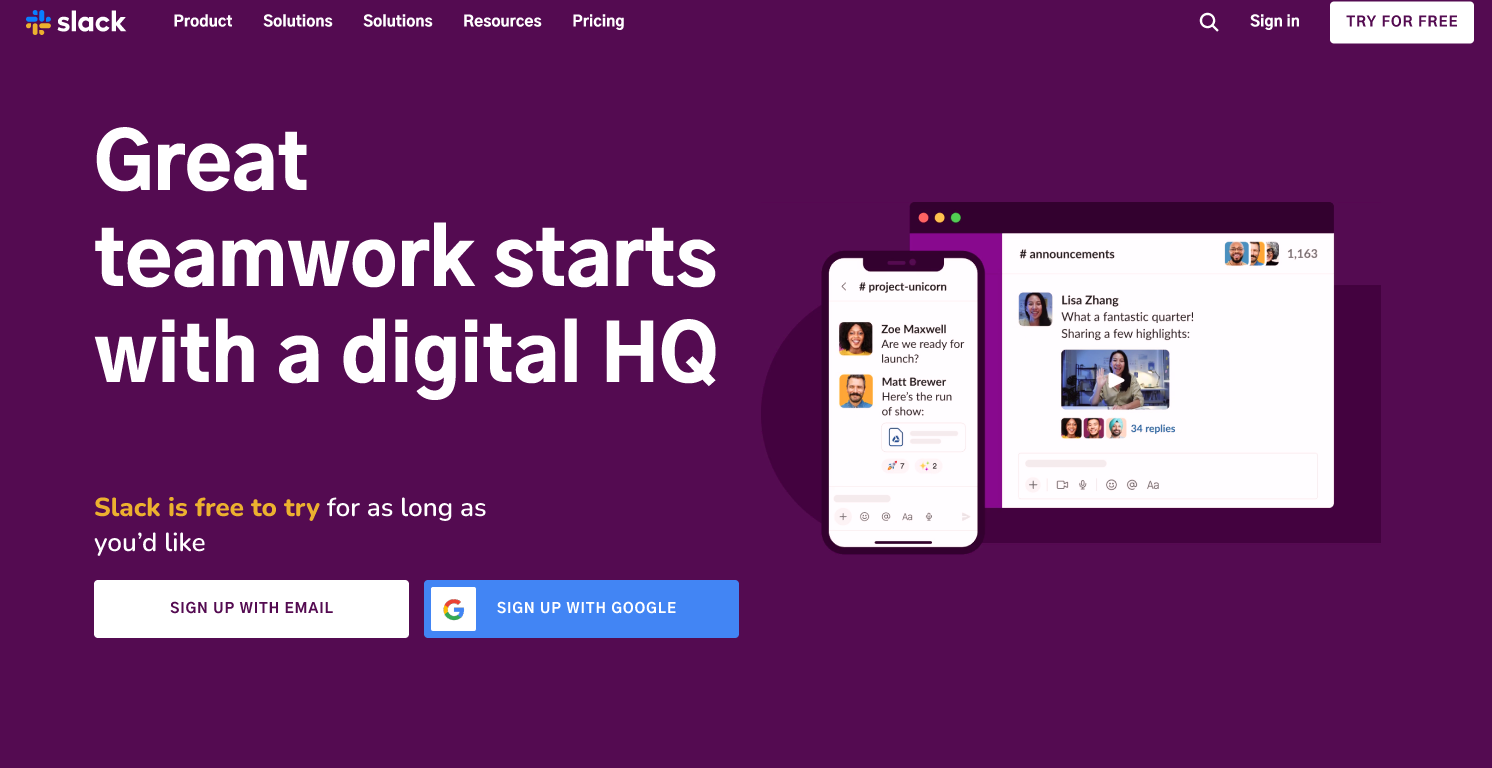 slack
Product
Solutions
Solutions
Resources
Pricing
Sign in
TRY FOR FREE
Great
teamwork starts
with a digital HQ
Slack is free to try for as long as
you’d like
SIGN UP WITH EMAIL
G
SIGN UP WITH GOOGLE
# project-unicorn
Zoe Maxwell
Are we ready for
launch?
Matt Brewer
Here’s the run
of show:
7
2
@
Aa
# announcements
1,163
Lisa Zhang
What a fantastic quarter!
Sharing a few highlights:
34 replies
@
Aa